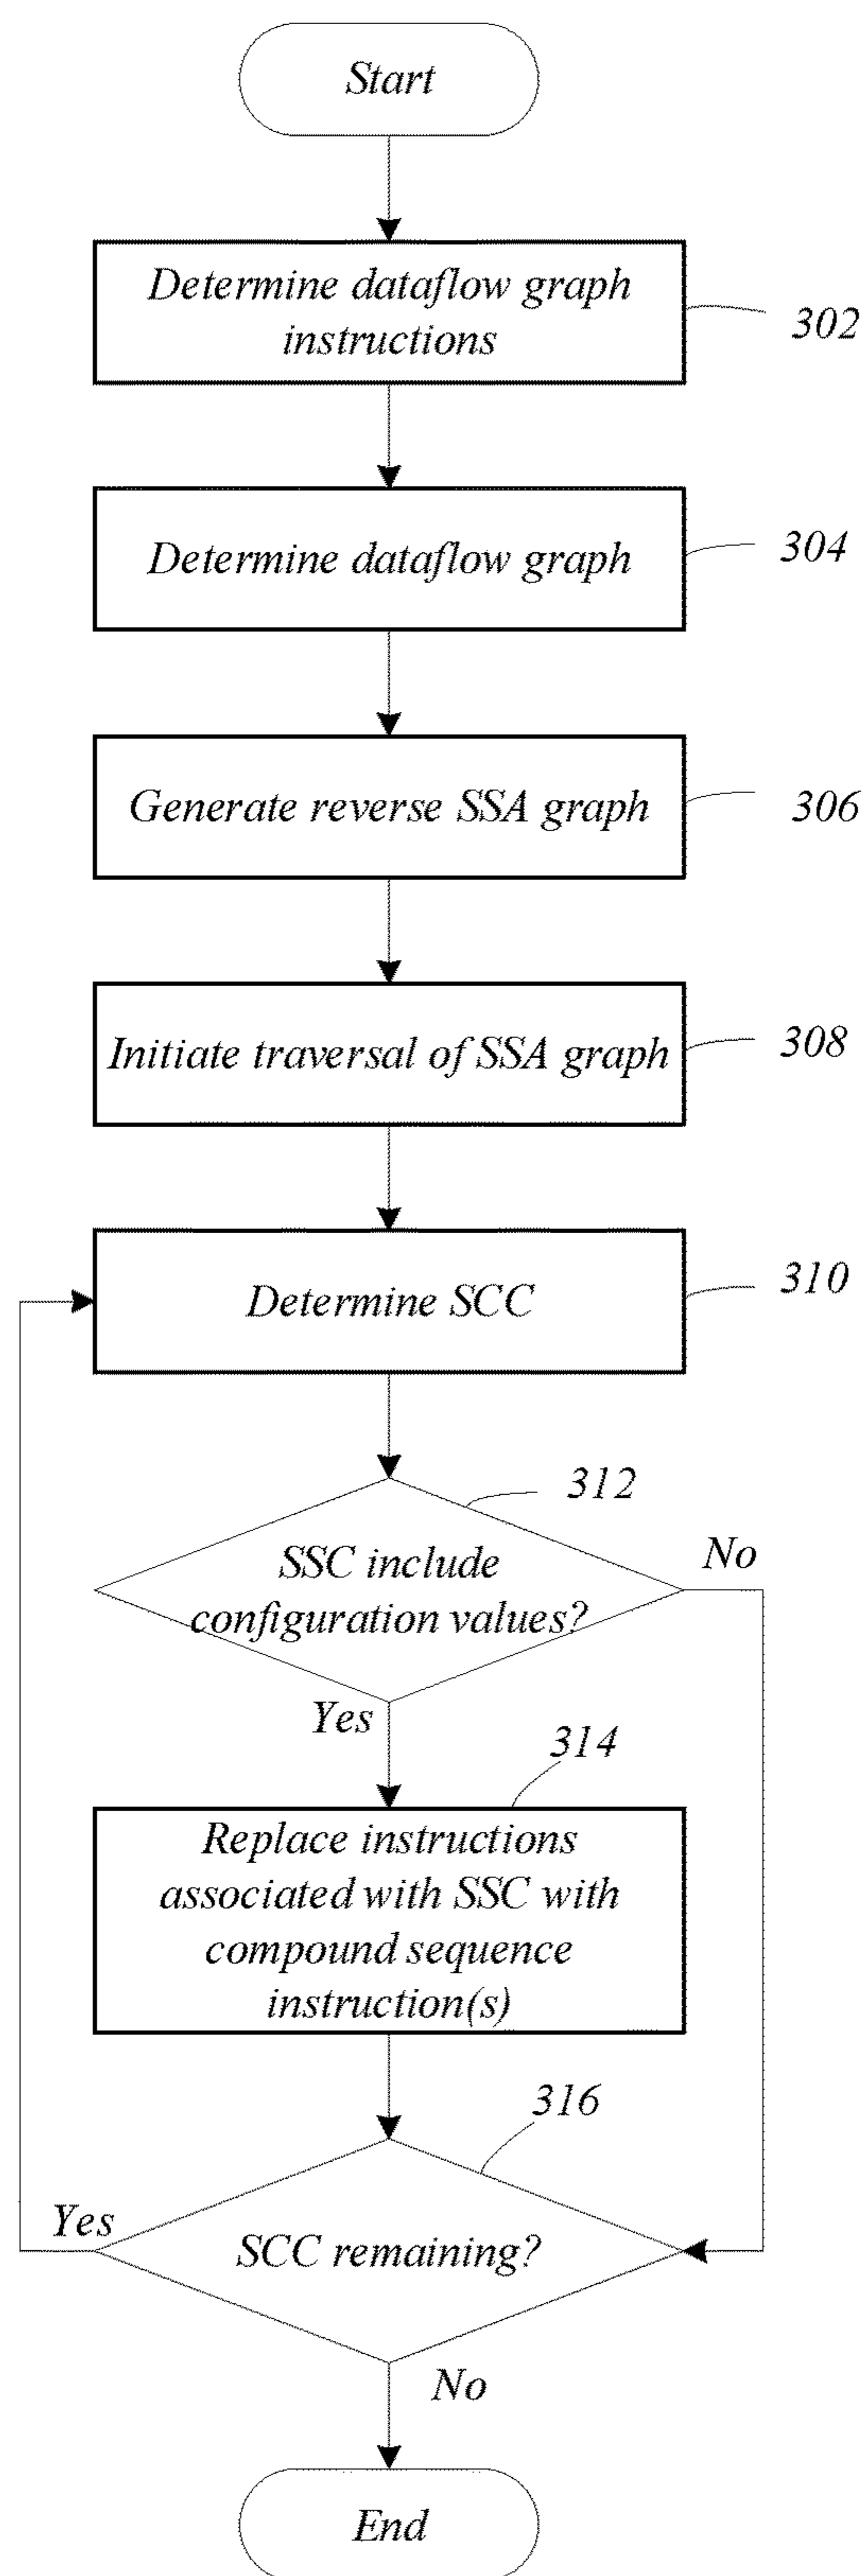 Start
Determine dataflow graph
instructions
302
Determine dataflow graph
304
Generate reverse SSA graph
306
Initiate traversal of SSA graph
308
Determine SCC
310
312
SSC include
configuration values?
No
Yes
314
Replace instructions
associated with SSC with
compound sequence
instruction(s)
316
SCC remaining?
Yes
No
End